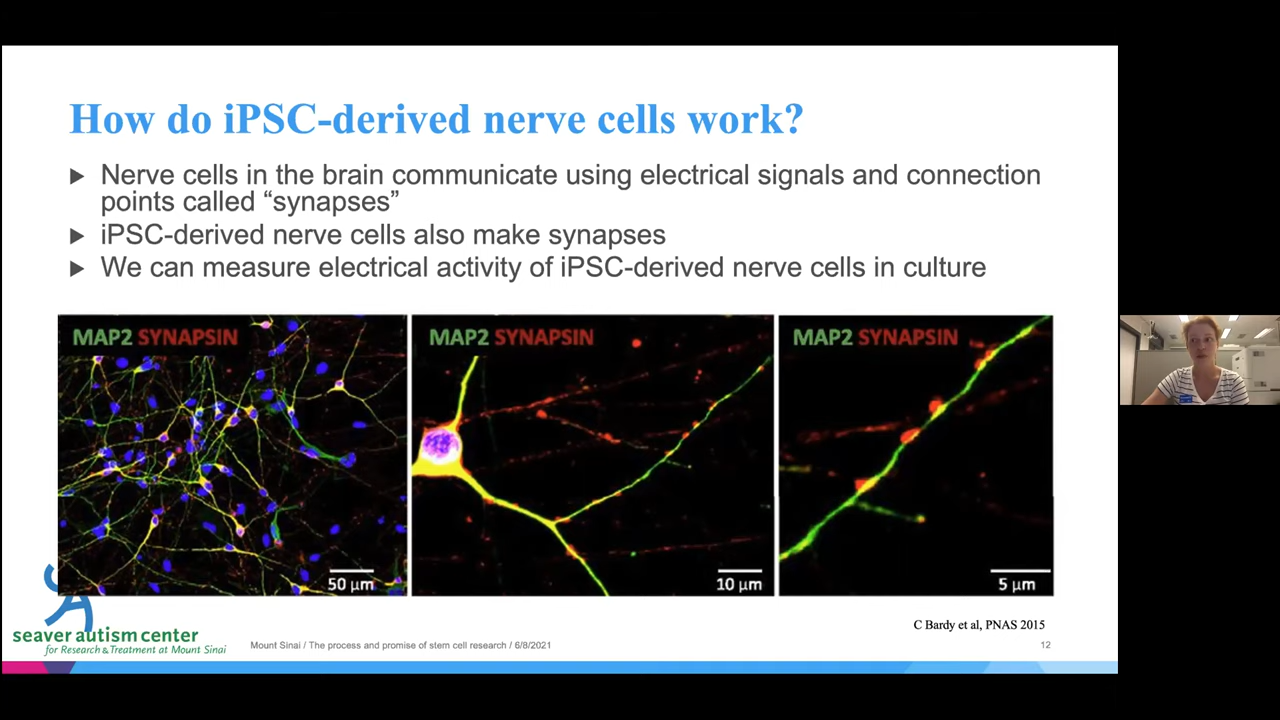 How do iPSC-derived nerve cells work?
Nerve cells in the brain communicate using electrical signals and connection
points called “synapses”
iPSC-derived nerve cells also make synapses
We can measure electrical activity of iPSC-derived nerve cells in culture
MAP2 SYNAPSIN
MAP2 SYNAPSIN
MAP2 SYNAPSIN
50 μm
10 μm
5 μm
C Bardy et al, PNAS 2015
seaver autism center
for Research & Treatment at Mount Sinai
Mount Sinai / The process and promise of stem cell research / 6/8/2021
12